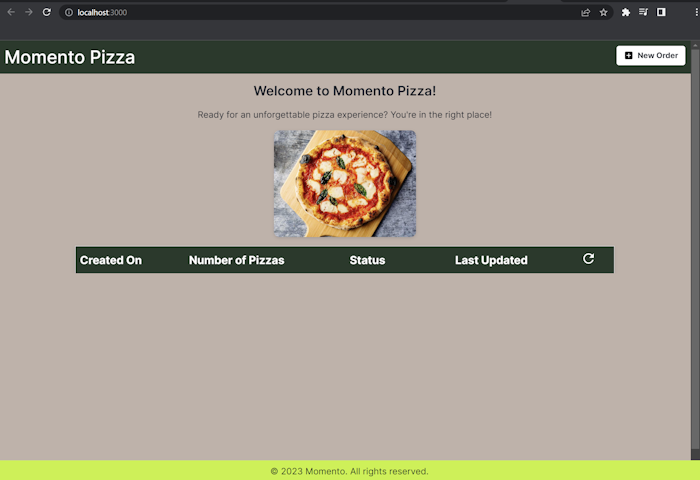 localhost:3000
Momento Pizza
New Order
Welcome to Momento Pizza!
Ready for an unforgettable pizza experience? You're in the right place!
Created On Number of Pizzas Status Last Updated
© 2023 Momento. All rights reserved.